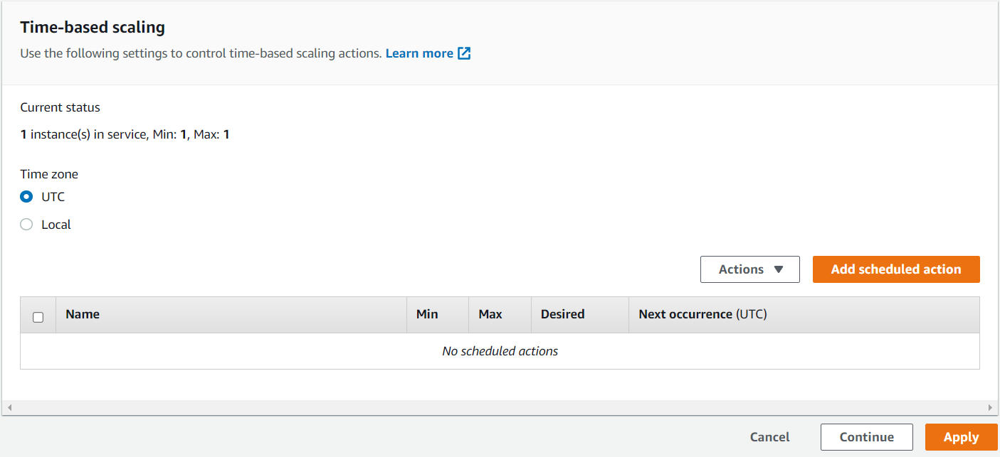 Time-based scaling
Use the following settings to control time-based scaling actions. Learn more
Current status
1 instance(s) in service, Min: 1, Max: 1
Time zone
UTC
Local
Actions Add scheduled action
Name Min Max Desired Next occurrence (UTC)
No scheduled actions
Cancel Continue Apply